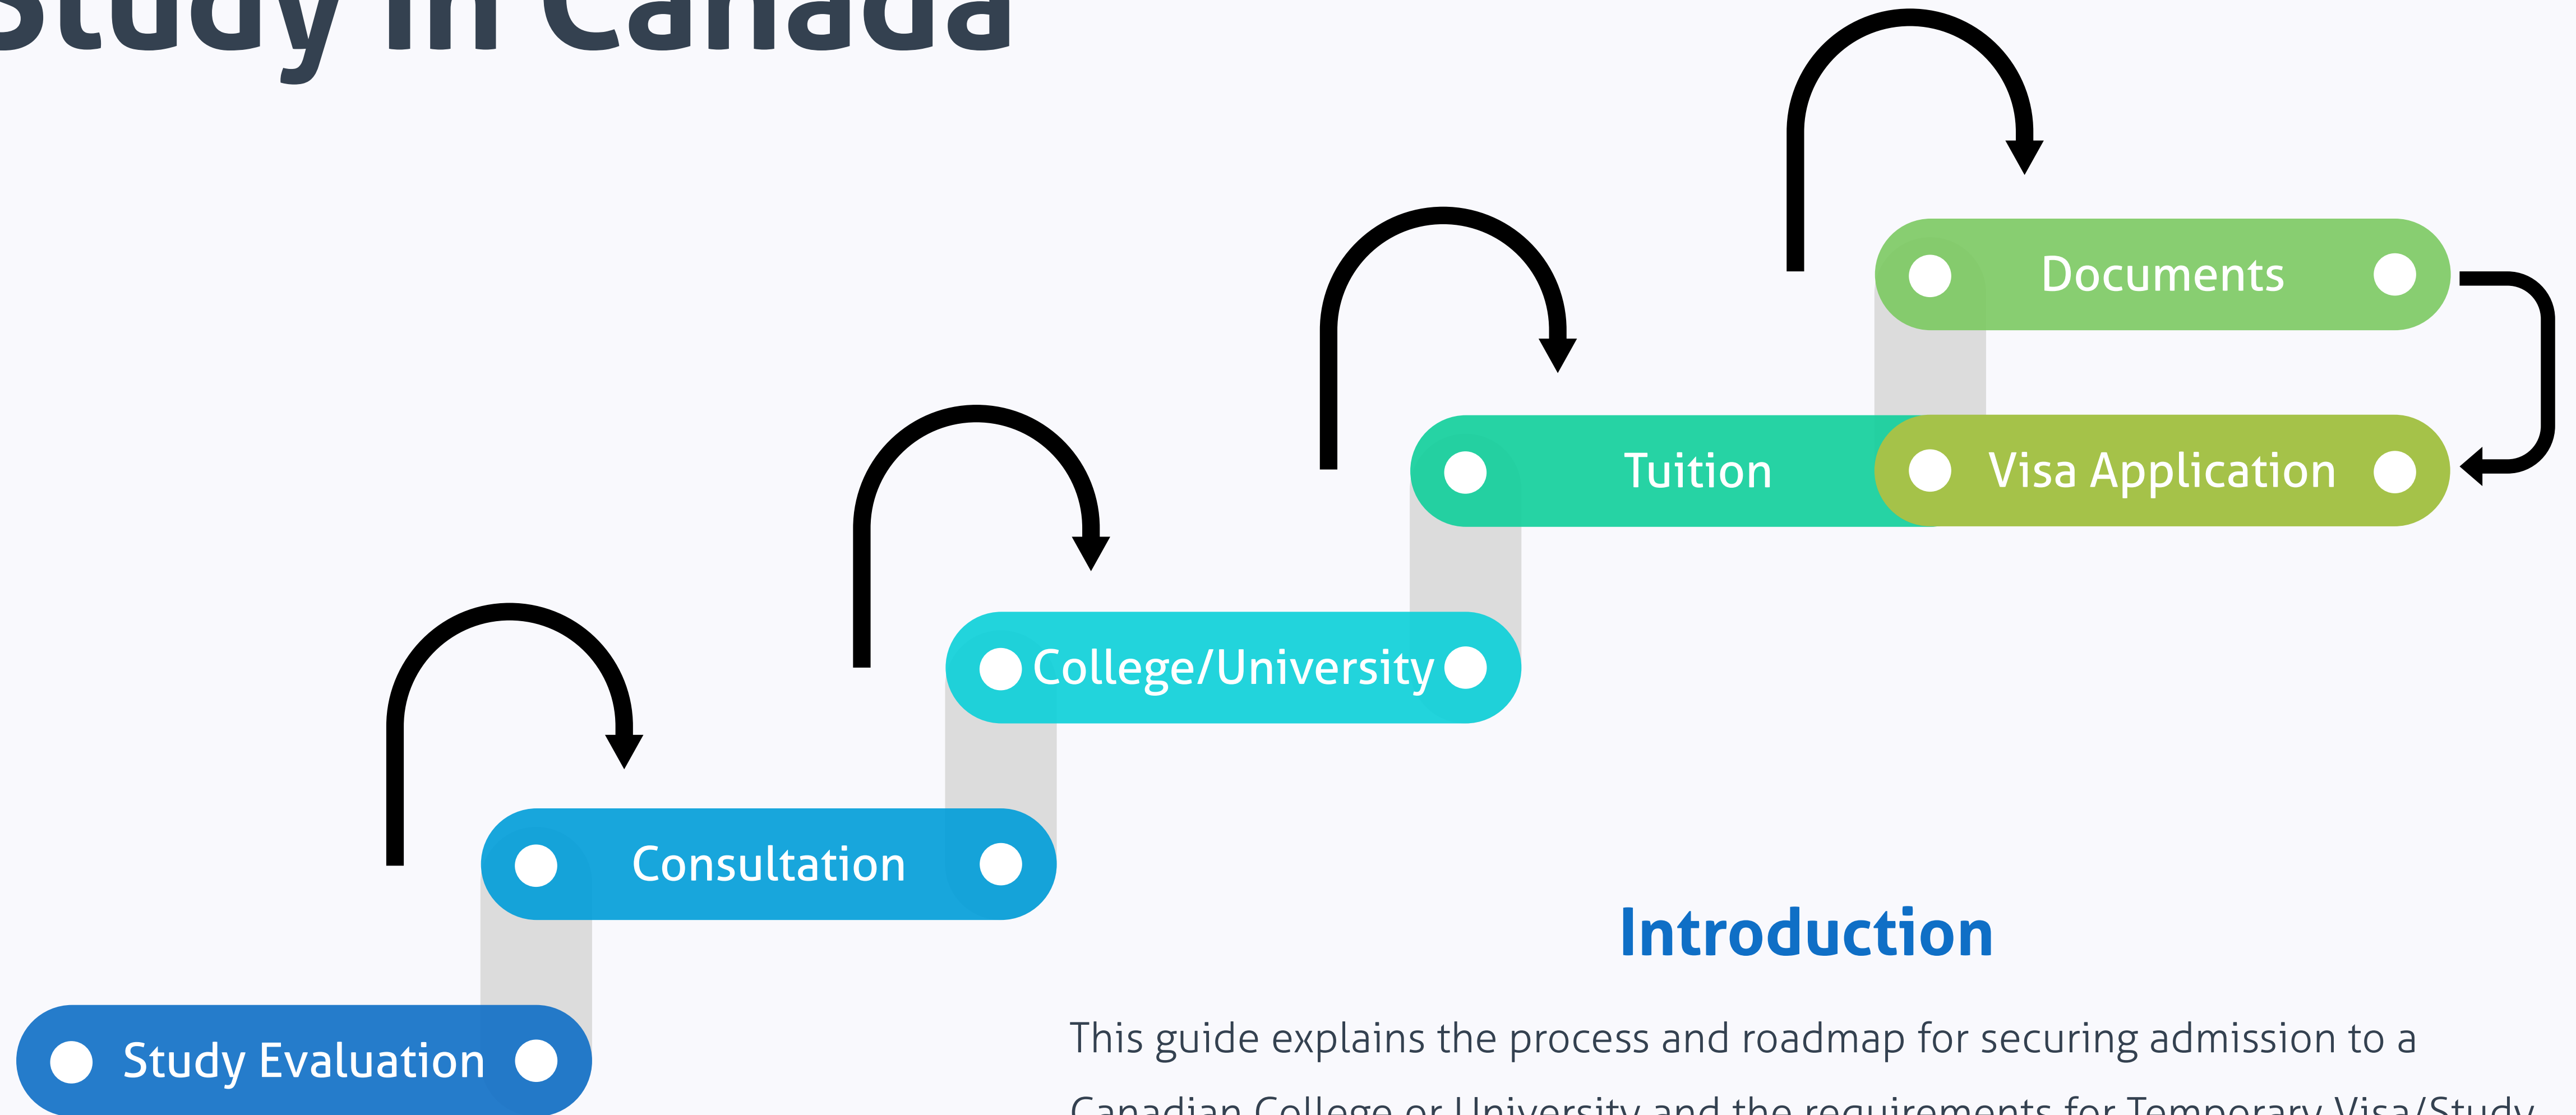 Study in Canada
Documents
Tuition
Visa Application
College/University
Consultation
Study Evaluation
Introduction
This guide explains the process and roadmap for securing admission to a
Canadian College or University and the requirements for Temporary Visa/Study